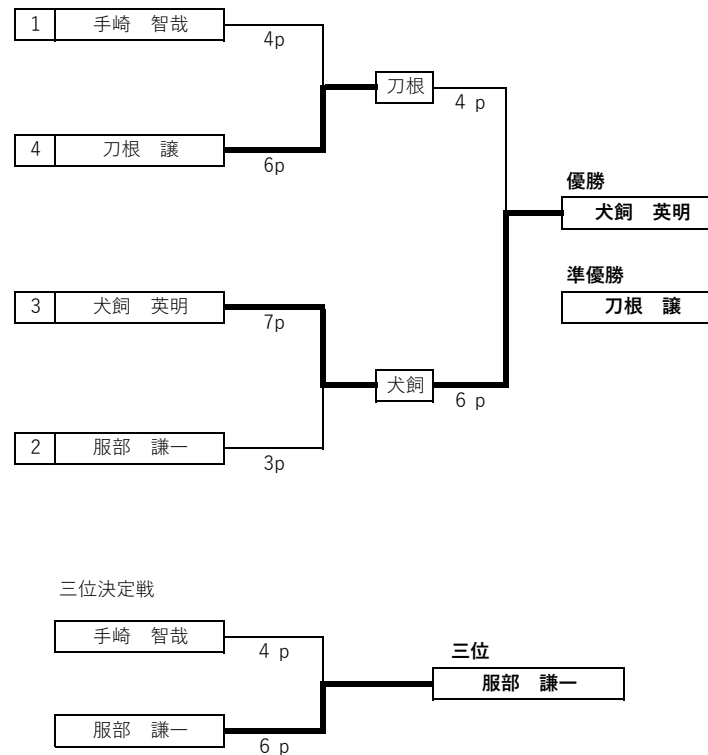 1 手崎　智哉
4p
刀根
4 p
4 刀根　譲
6p
優勝
犬飼　英明
準優勝
刀根　譲
3 犬飼　英明
7p
犬飼
6 p
2 服部　謙一
3p
三位決定戦
手崎　智哉
4 p
三位
服部　謙一
服部　謙一
6 p